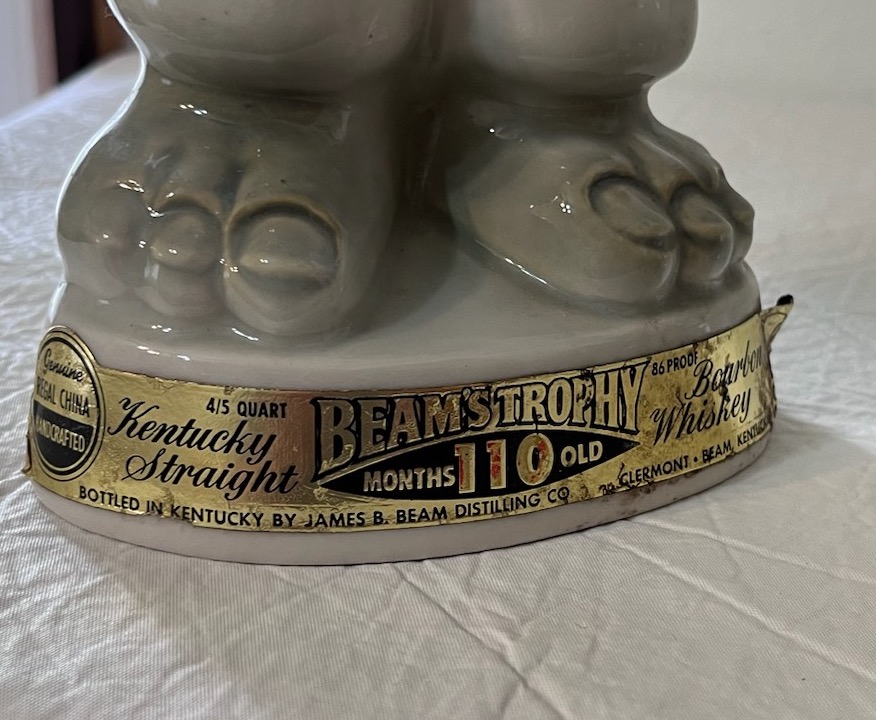 Genuine
REGAL CHINA
HANDCRAFTED
4/5 QUART
Kentucky
Straight
BEAM'S TROPHY
MONTHS 110 OLD
86 PROOF
Bourbon
Whiskey
BOTTLED IN KENTUCKY BY JAMES B. BEAM DISTILLING CO
CLERMONT • BEAM, KENTUCKY